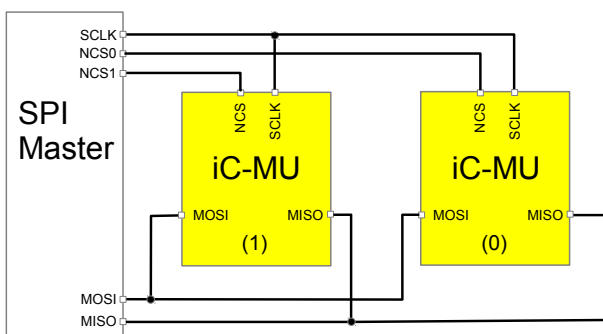 SCLK
NCS0
NCS1
SPI
Master
NCS
SCLK
iC-MU
MOSI
MISO
(1)
NCS
SCLK
iC-MU
MOSI
MISO
(0)
MOSI
MISO